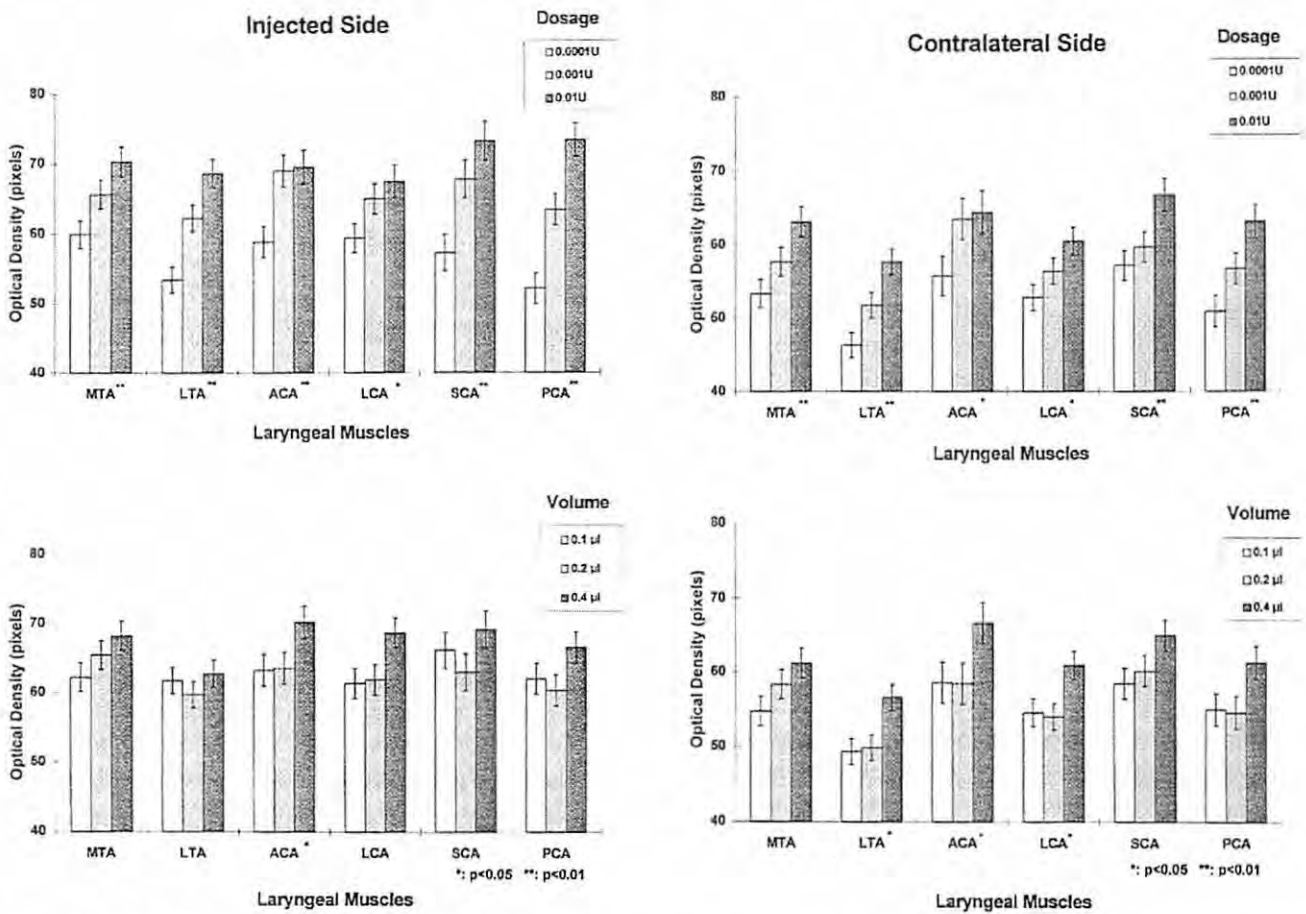 Injected Side
Dosage
0.0001U
0.001U
0.01U
80
70
60
50
40
Optical Density (pixels)
MTA** LTA** ACA** LCA* SCA** PCA**
Laryngeal Muscles
Contralateral Side
Dosage
0.0001U
0.001U
0.01U
80
70
60
60
40
Optical Density (pixels)
MTA** LTA** ACA* LCA* SCA** PCA**
Laryngeal Muscles
Volume
0.1 µl
0.2 µl
0.4 µl
80
70
60
50
40
Optical Density (pixels)
MTA LTA ACA* LCA SCA PCA
*: p<0.05 **: p<0.01
Laryngeal Muscles
Volume
0.1 µl
0.2 µl
0.4 µl
80
70
60
50
40
Optical Density (pixels)
MTA LTA* ACA* LCA* SCA PCA
*: p<0.05 **: p<0.01
Laryngeal Muscles